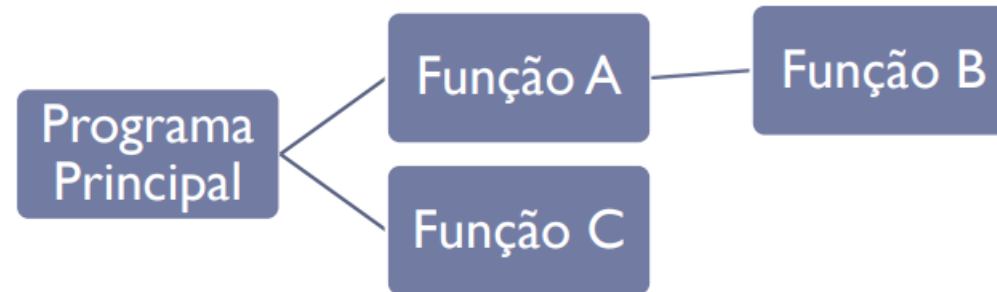 Programa
Principal
Função A
Função B
Função C